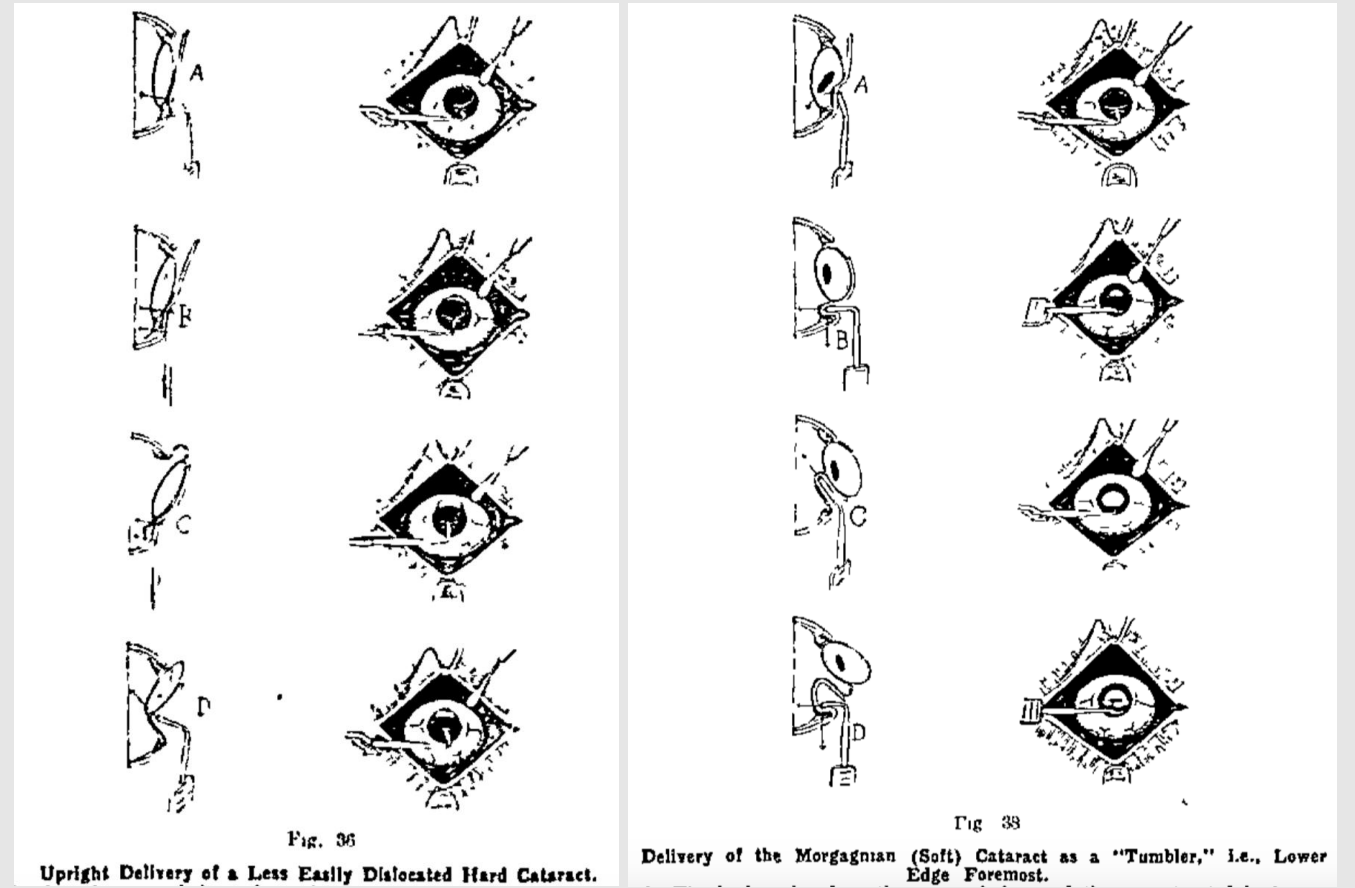 A
B
C
D
Fig. 36
Upright Delivery of a Less Easily Dislocated Hard Cataract.
A
B
C
D
Fig 38
Delivery of the Morgagnian (Soft) Cataract as a "Tumbler," i.e., Lower
Edge Foremost.